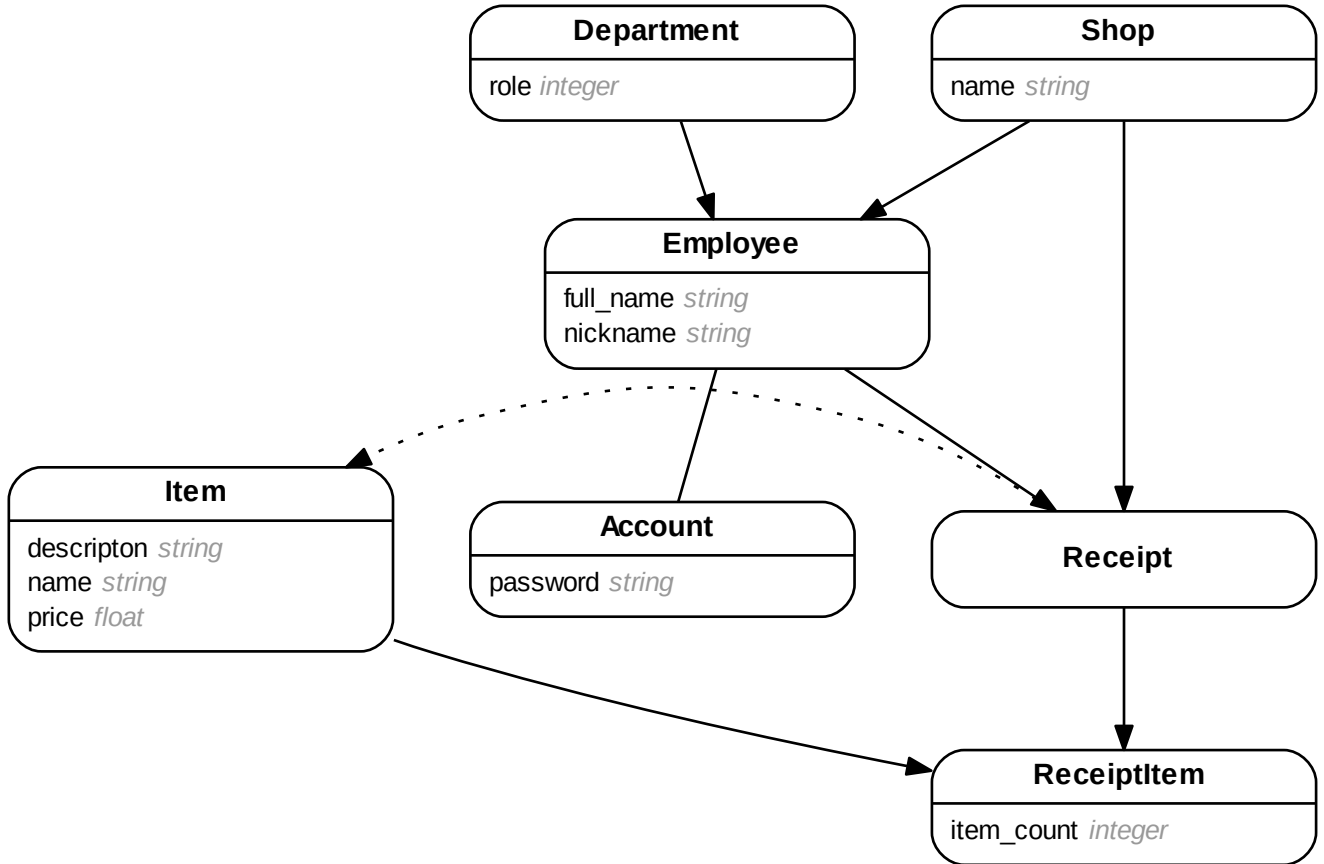 Department
role integer
Shop
name string
Employee
full_name string
nickname string
Item
descripton string
name string
price float
Account
password string
Receipt
ReceiptItem
item_count integer